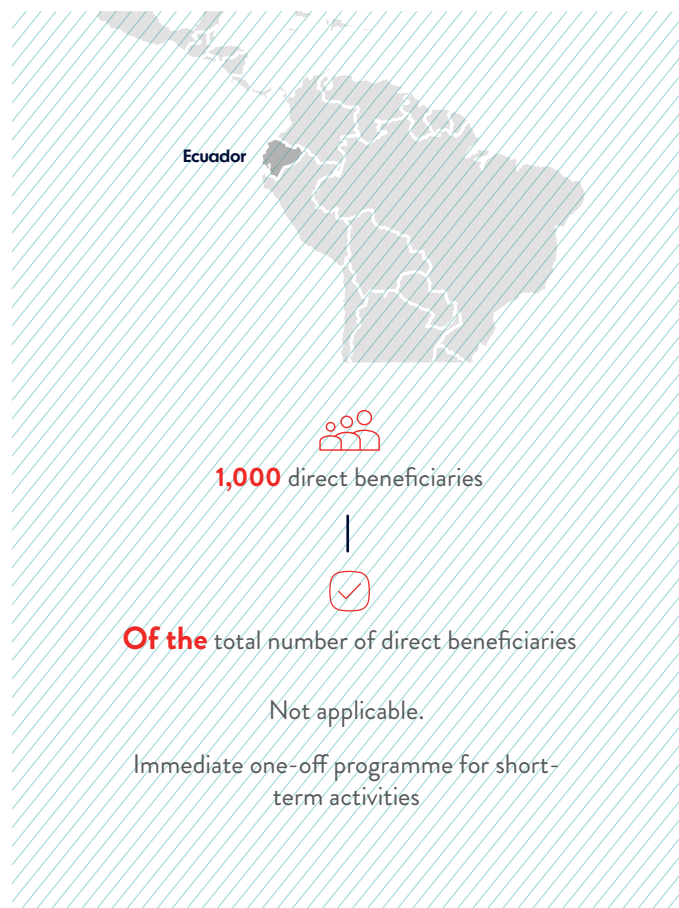 Ecuador
1,000 direct beneficiaries
Of the total number of direct beneficiaries
Not applicable.
Immediate one-off programme for short-
term activities